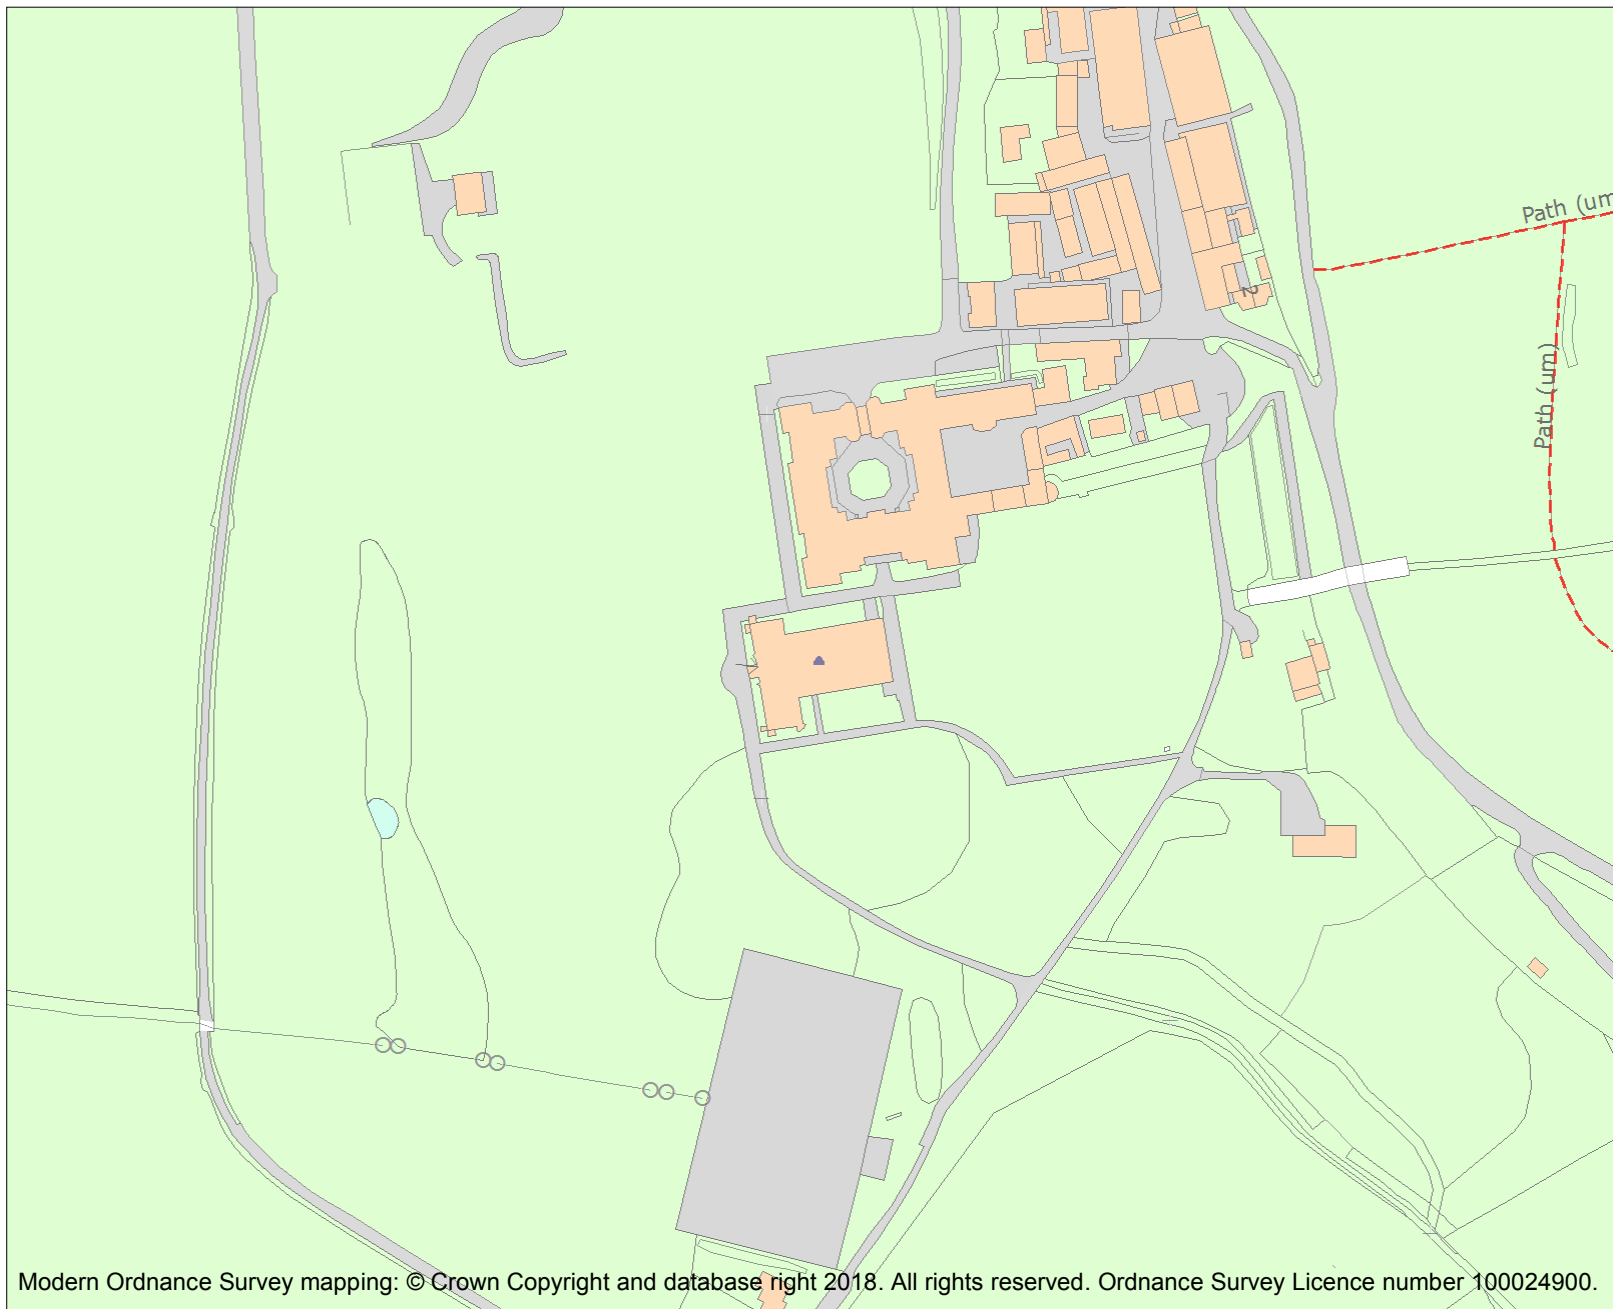 Path (um
2
Path (um)
Modern Ordnance Survey mapping: © Crown Copyright and database right 2018. All rights reserved. Ordnance Survey Licence number 100024900.